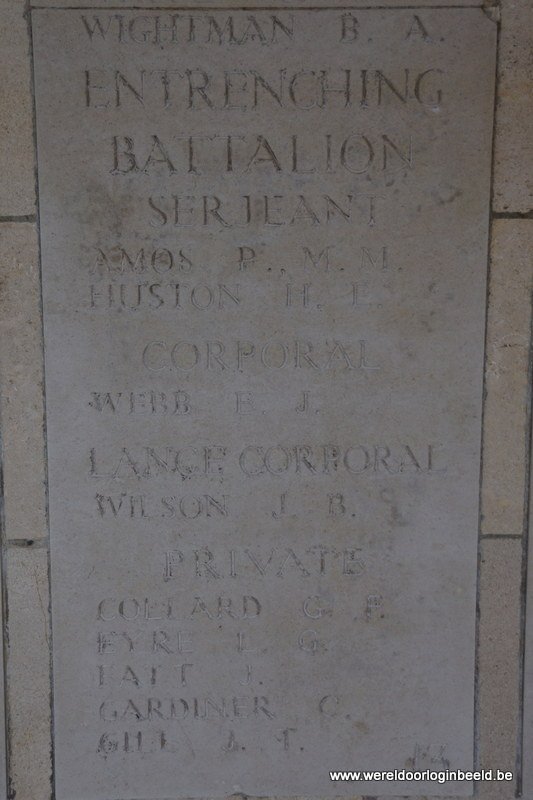 WIGHTMAN B. A.
ENTRENCHING
BATTALION
SERJEANT
AMOS P., M.M.
HUSTON H. E.
CORPORAL
WEBB E. J.
LANCE CORPORAL
WILSON J. B.
PRIVATE
COLLARD G. F.
EYRE L. G.
J.
GARDINER C.
GILL J. T.
www.wereldoorloginbeeld.be